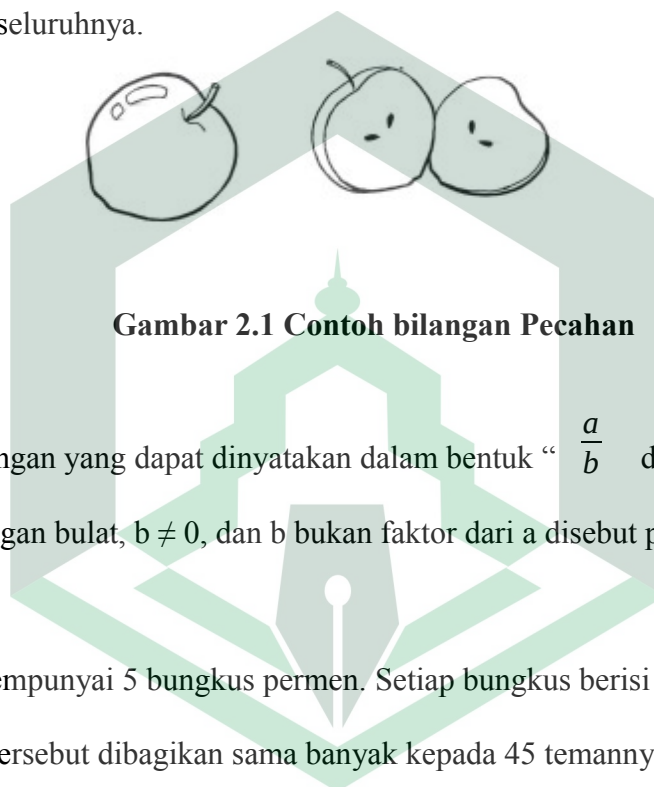 seluruhnya.
Gambar 2.1 Contoh bilangan Pecahan
ngan yang dapat dinyatakan dalam bentuk “ a/b d
gan bulat, b ≠ 0, dan b bukan faktor dari a disebut p
empunyai 5 bungkus permen. Setiap bungkus berisi
ersebut dibagikan sama banyak kepada 45 temanny